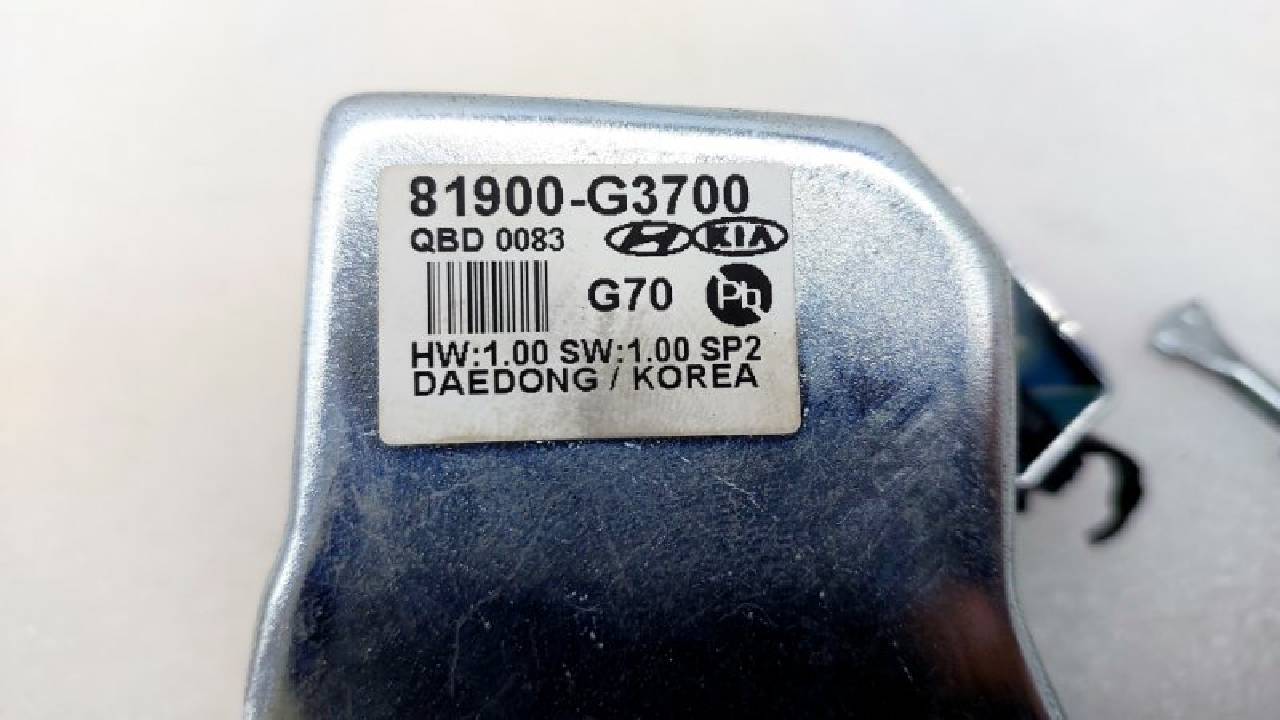 81900-G3700
QBD 0083 KIA
G70 Pb
HW:1.00 SW:1.00 SP2
DAEDONG / KOREA